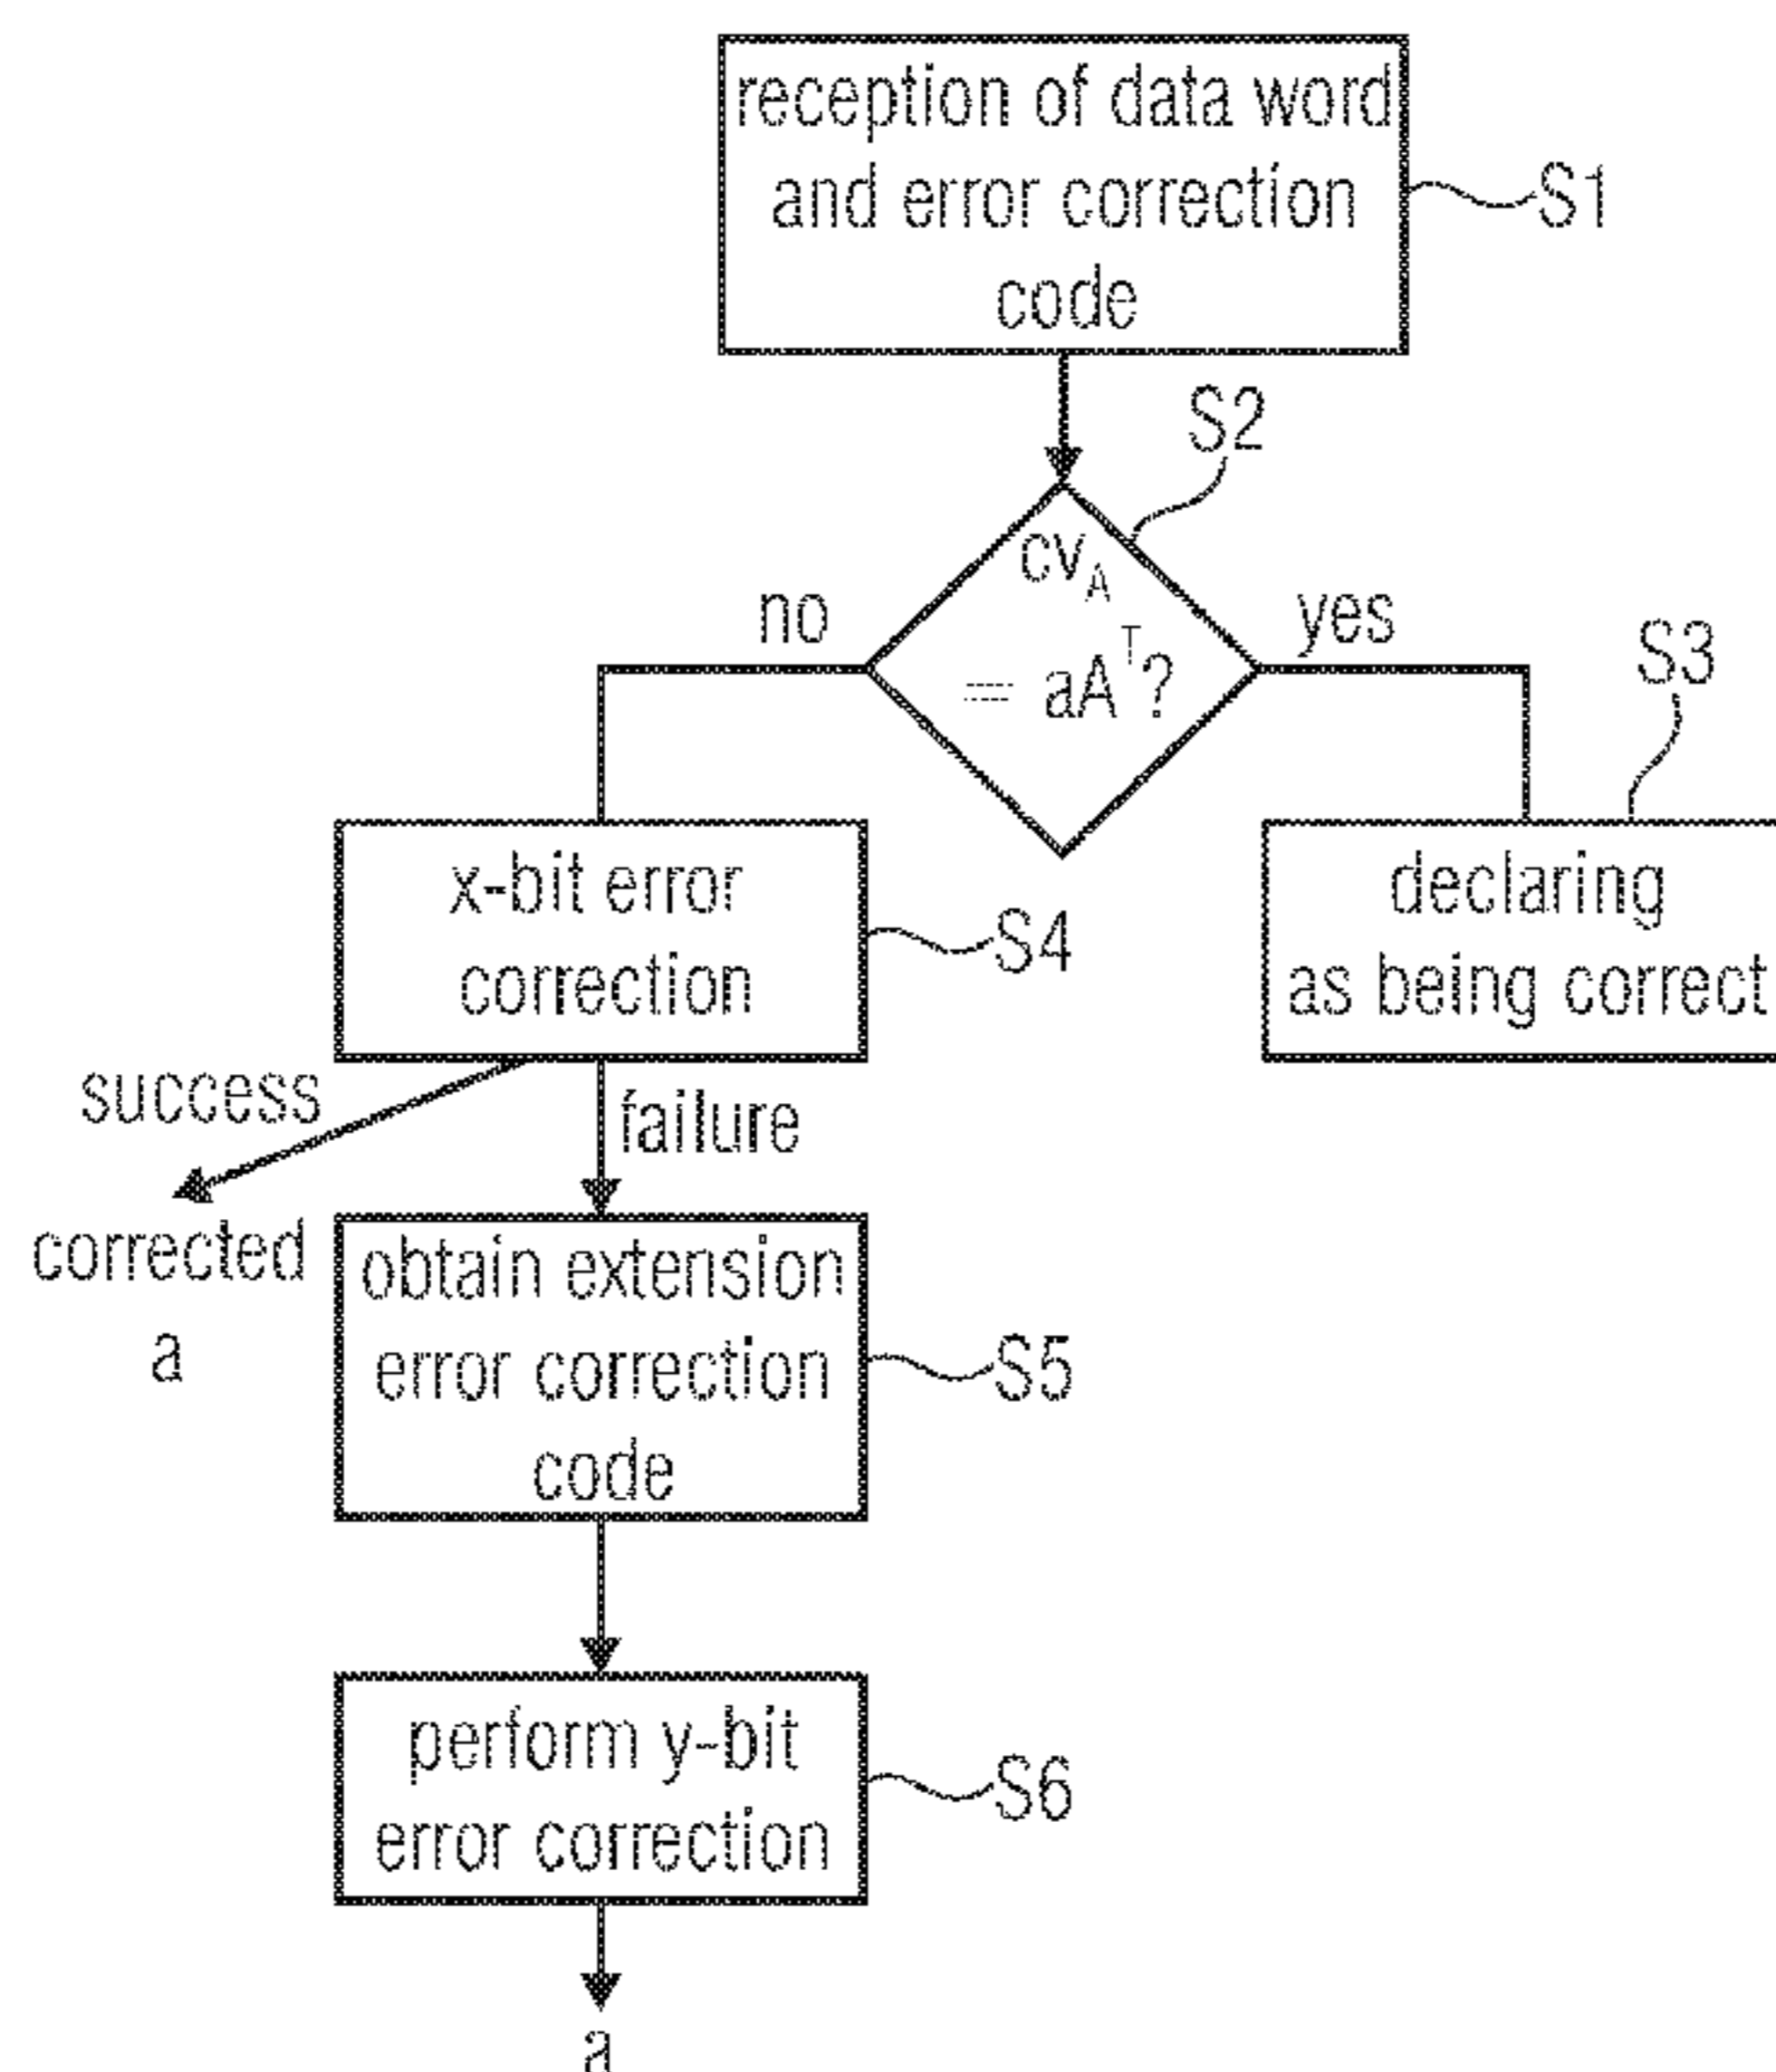 reception of data word
and error correction
code
S1
S2
cv_A
= aA^T?
no
yes
S3
x-bit error
correction
S4
declaring
as being correct
success
failure
corrected
a
obtain extension
error correction
code
S5
perform y-bit
error correction
S6
a